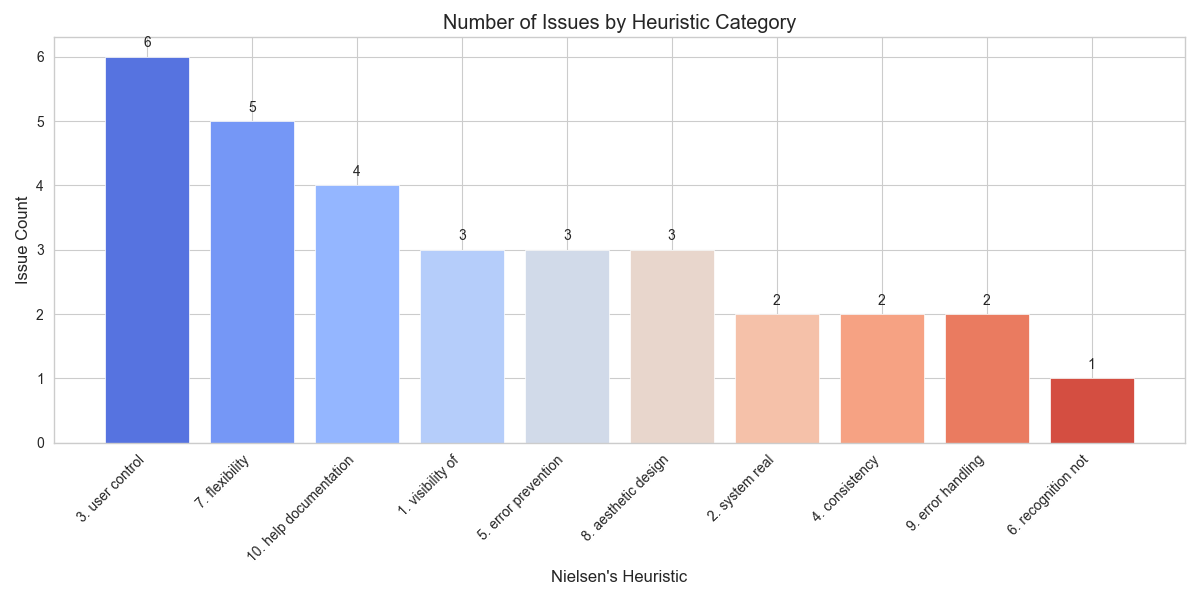 Number of Issues by Heuristic Category
Issue Count
6
5
4
3
2
1
0
6
5
4
3
3
3
2
2
2
1
3. user control
7. flexibility
10. help documentation
1. visibility of
5. error prevention
8. aesthetic design
2. system real
4. consistency
9. error handling
6. recognition not
Nielsen's Heuristic